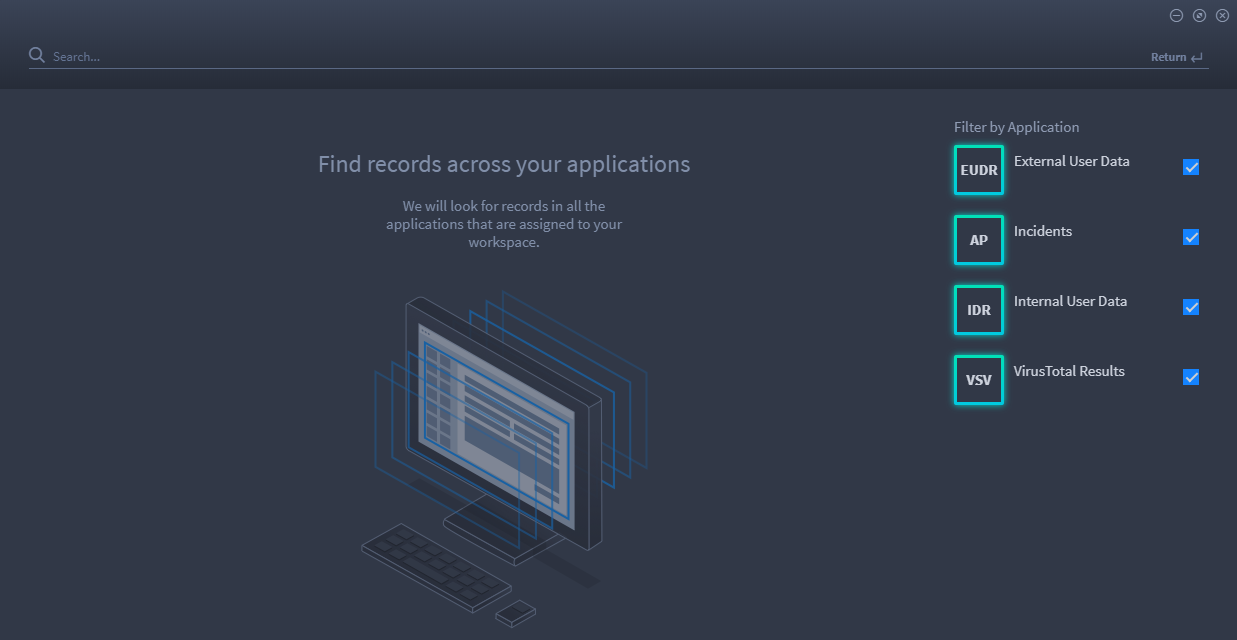 Search...
Return
Find records across your applications
We will look for records in all the
applications that are assigned to your
workspace.
Filter by Application
EUDR
External User Data
AP
Incidents
IDR
Internal User Data
VSV
VirusTotal Results